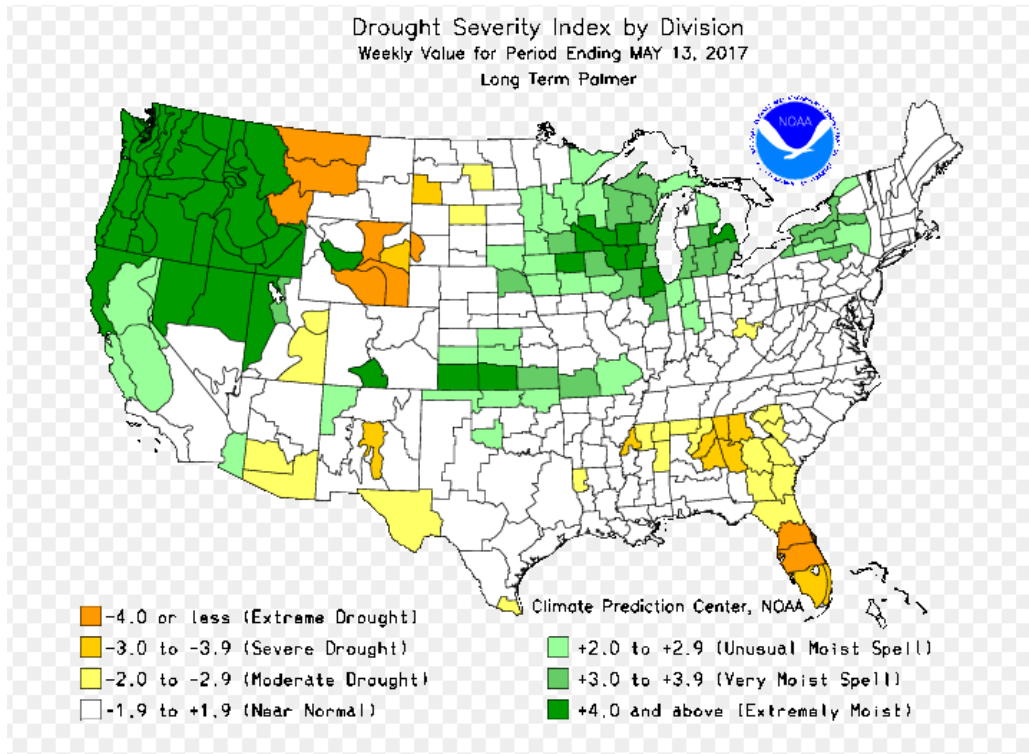 Drought Severity Index by Division
Weekly Value for Period Ending MAY 13, 2017
Long Term Palmer
NOAA
Climate Prediction Center, NOAA
-4.0 or less (Extreme Drought)
-3.0 to -3.9 (Severe Drought)
-2.0 to -2.9 (Moderate Drought)
-1.9 to +1.9 (Near Normal)
+2.0 to +2.9 (Unusual Moist Spell)
+3.0 to +3.9 (Very Moist Spell)
+4.0 and above (Extremely Moist)